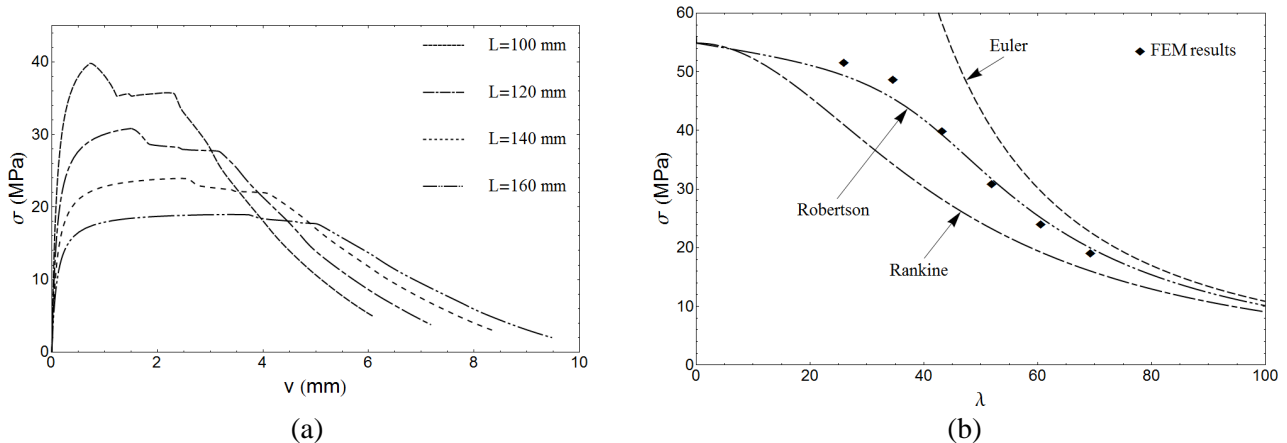 40
30
20
10
0
σ (MPa)
0 2 4 6 8 10
v (mm)
L=100 mm
L=120 mm
L=140 mm
L=160 mm
(a)
60
50
40
30
20
10
0
σ (MPa)
0 20 40 60 80 100
λ
Euler
FEM results
Robertson
Rankine
(b)